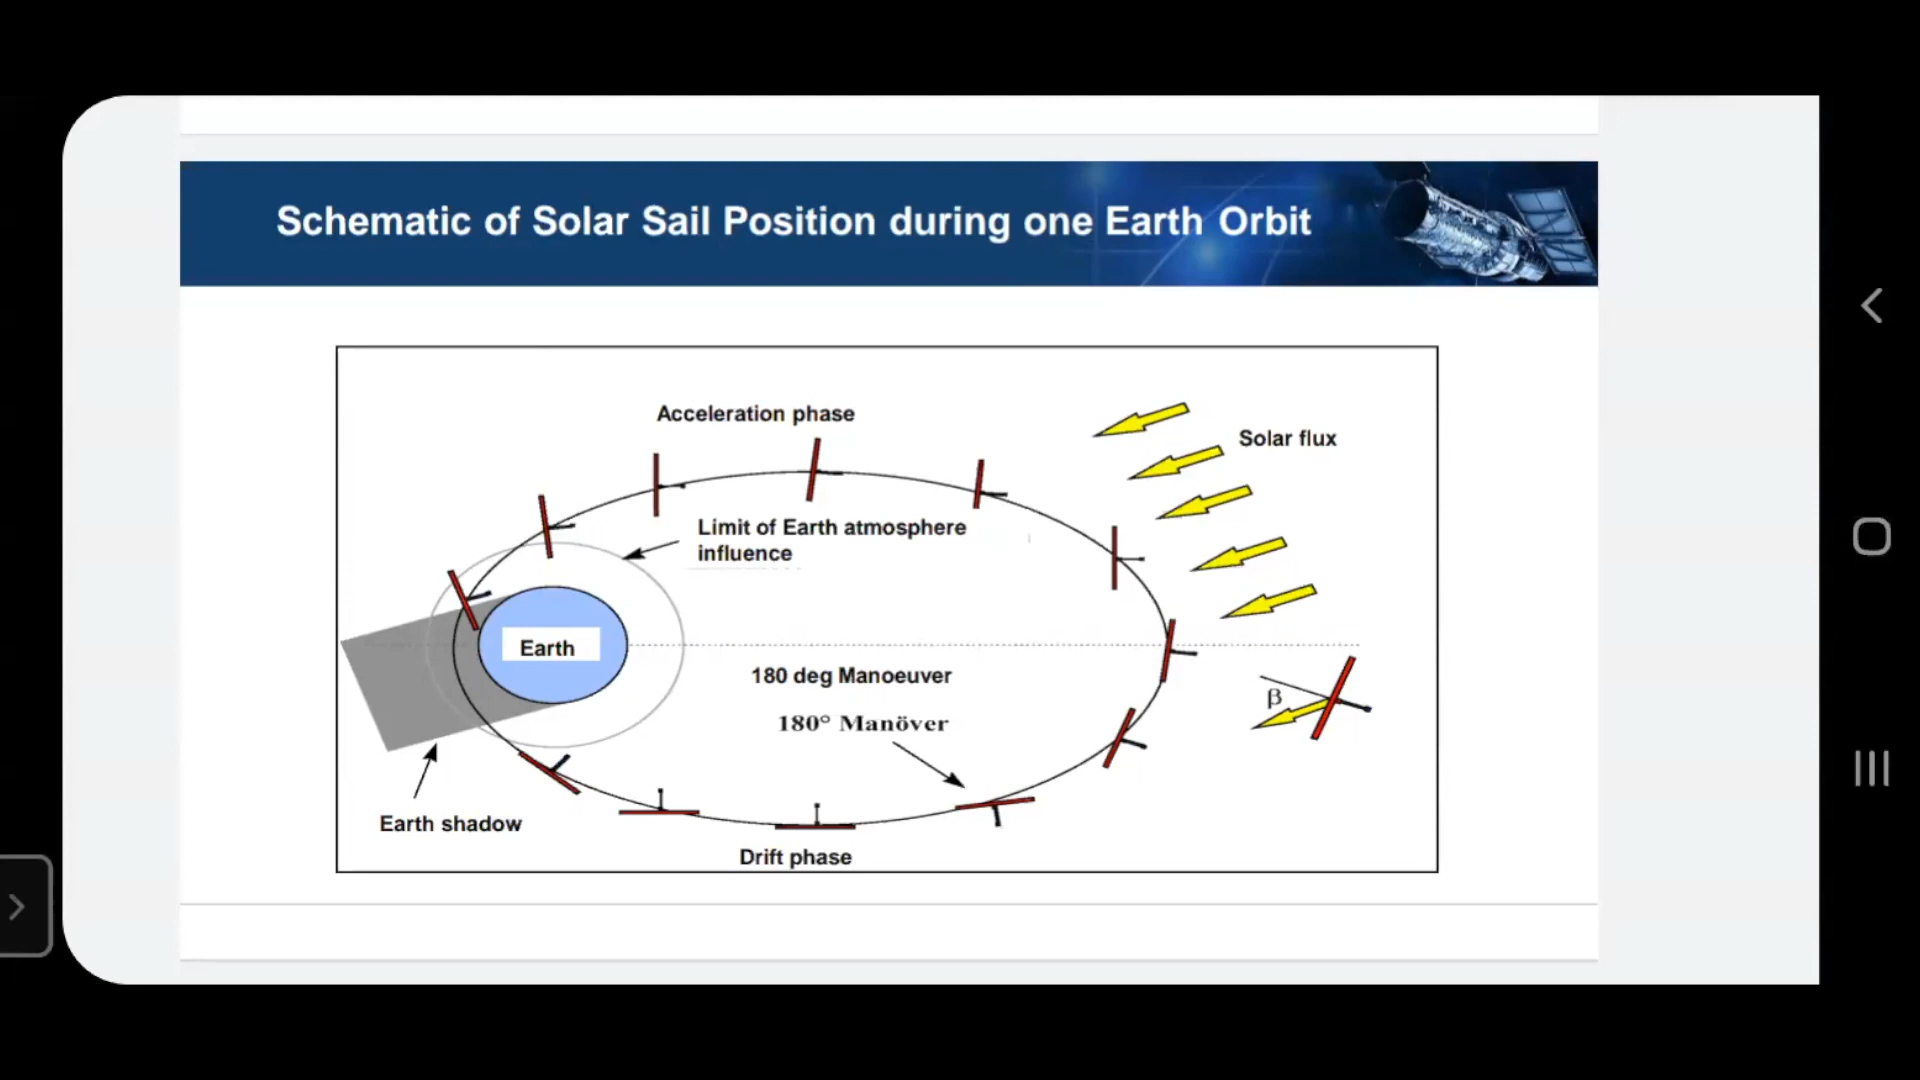 Schematic of Solar Sail Position during one Earth Orbit
Acceleration phase
Solar flux
Limit of Earth atmosphere
influence
Earth
180 deg Manoeuver
180° Manöver
β
Earth shadow
Drift phase